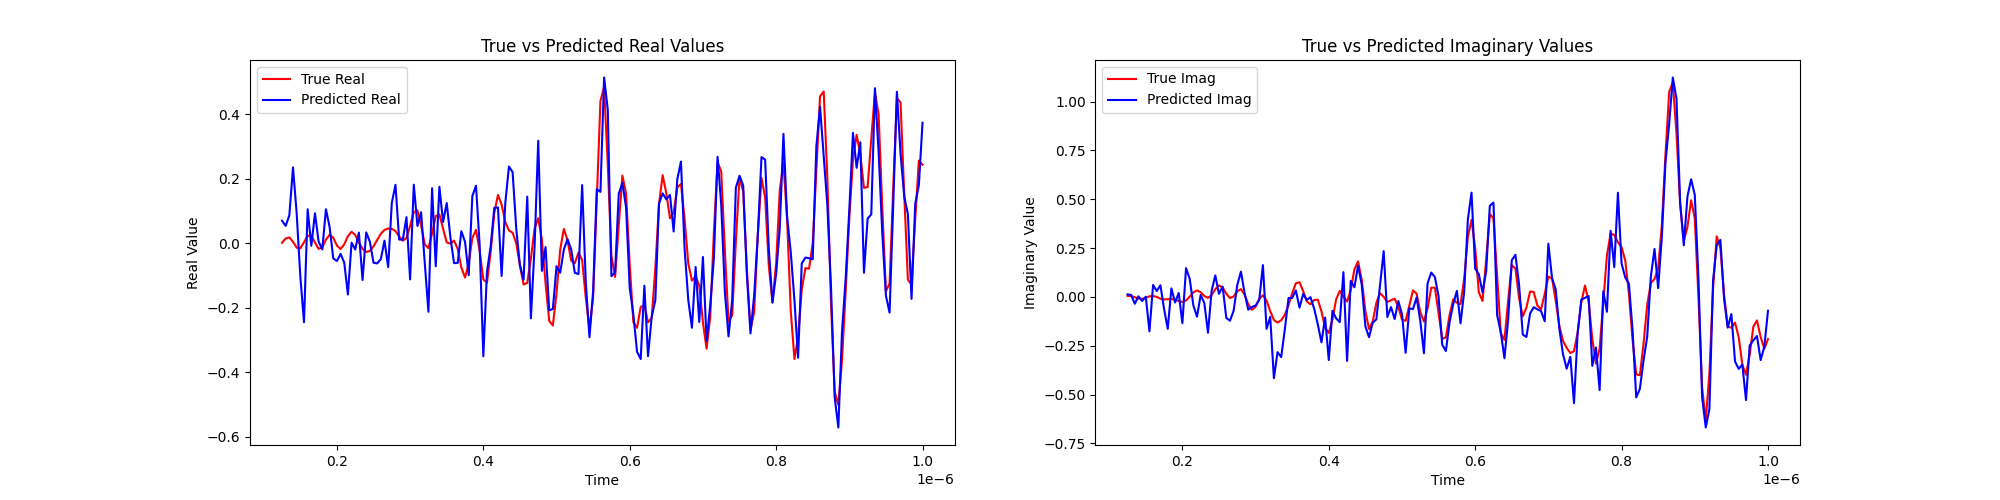 True vs Predicted Real Values
True Real
Predicted Real
Real Value
0.4
0.2
0.0
−0.2
−0.4
−0.6
0.2
0.4
0.6
0.8
1.0
1e−6
Time
True vs Predicted Imaginary Values
True Imag
Predicted Imag
Imaginary Value
1.00
0.75
0.50
0.25
0.00
−0.25
−0.50
−0.75
0.2
0.4
0.6
0.8
1.0
1e−6
Time